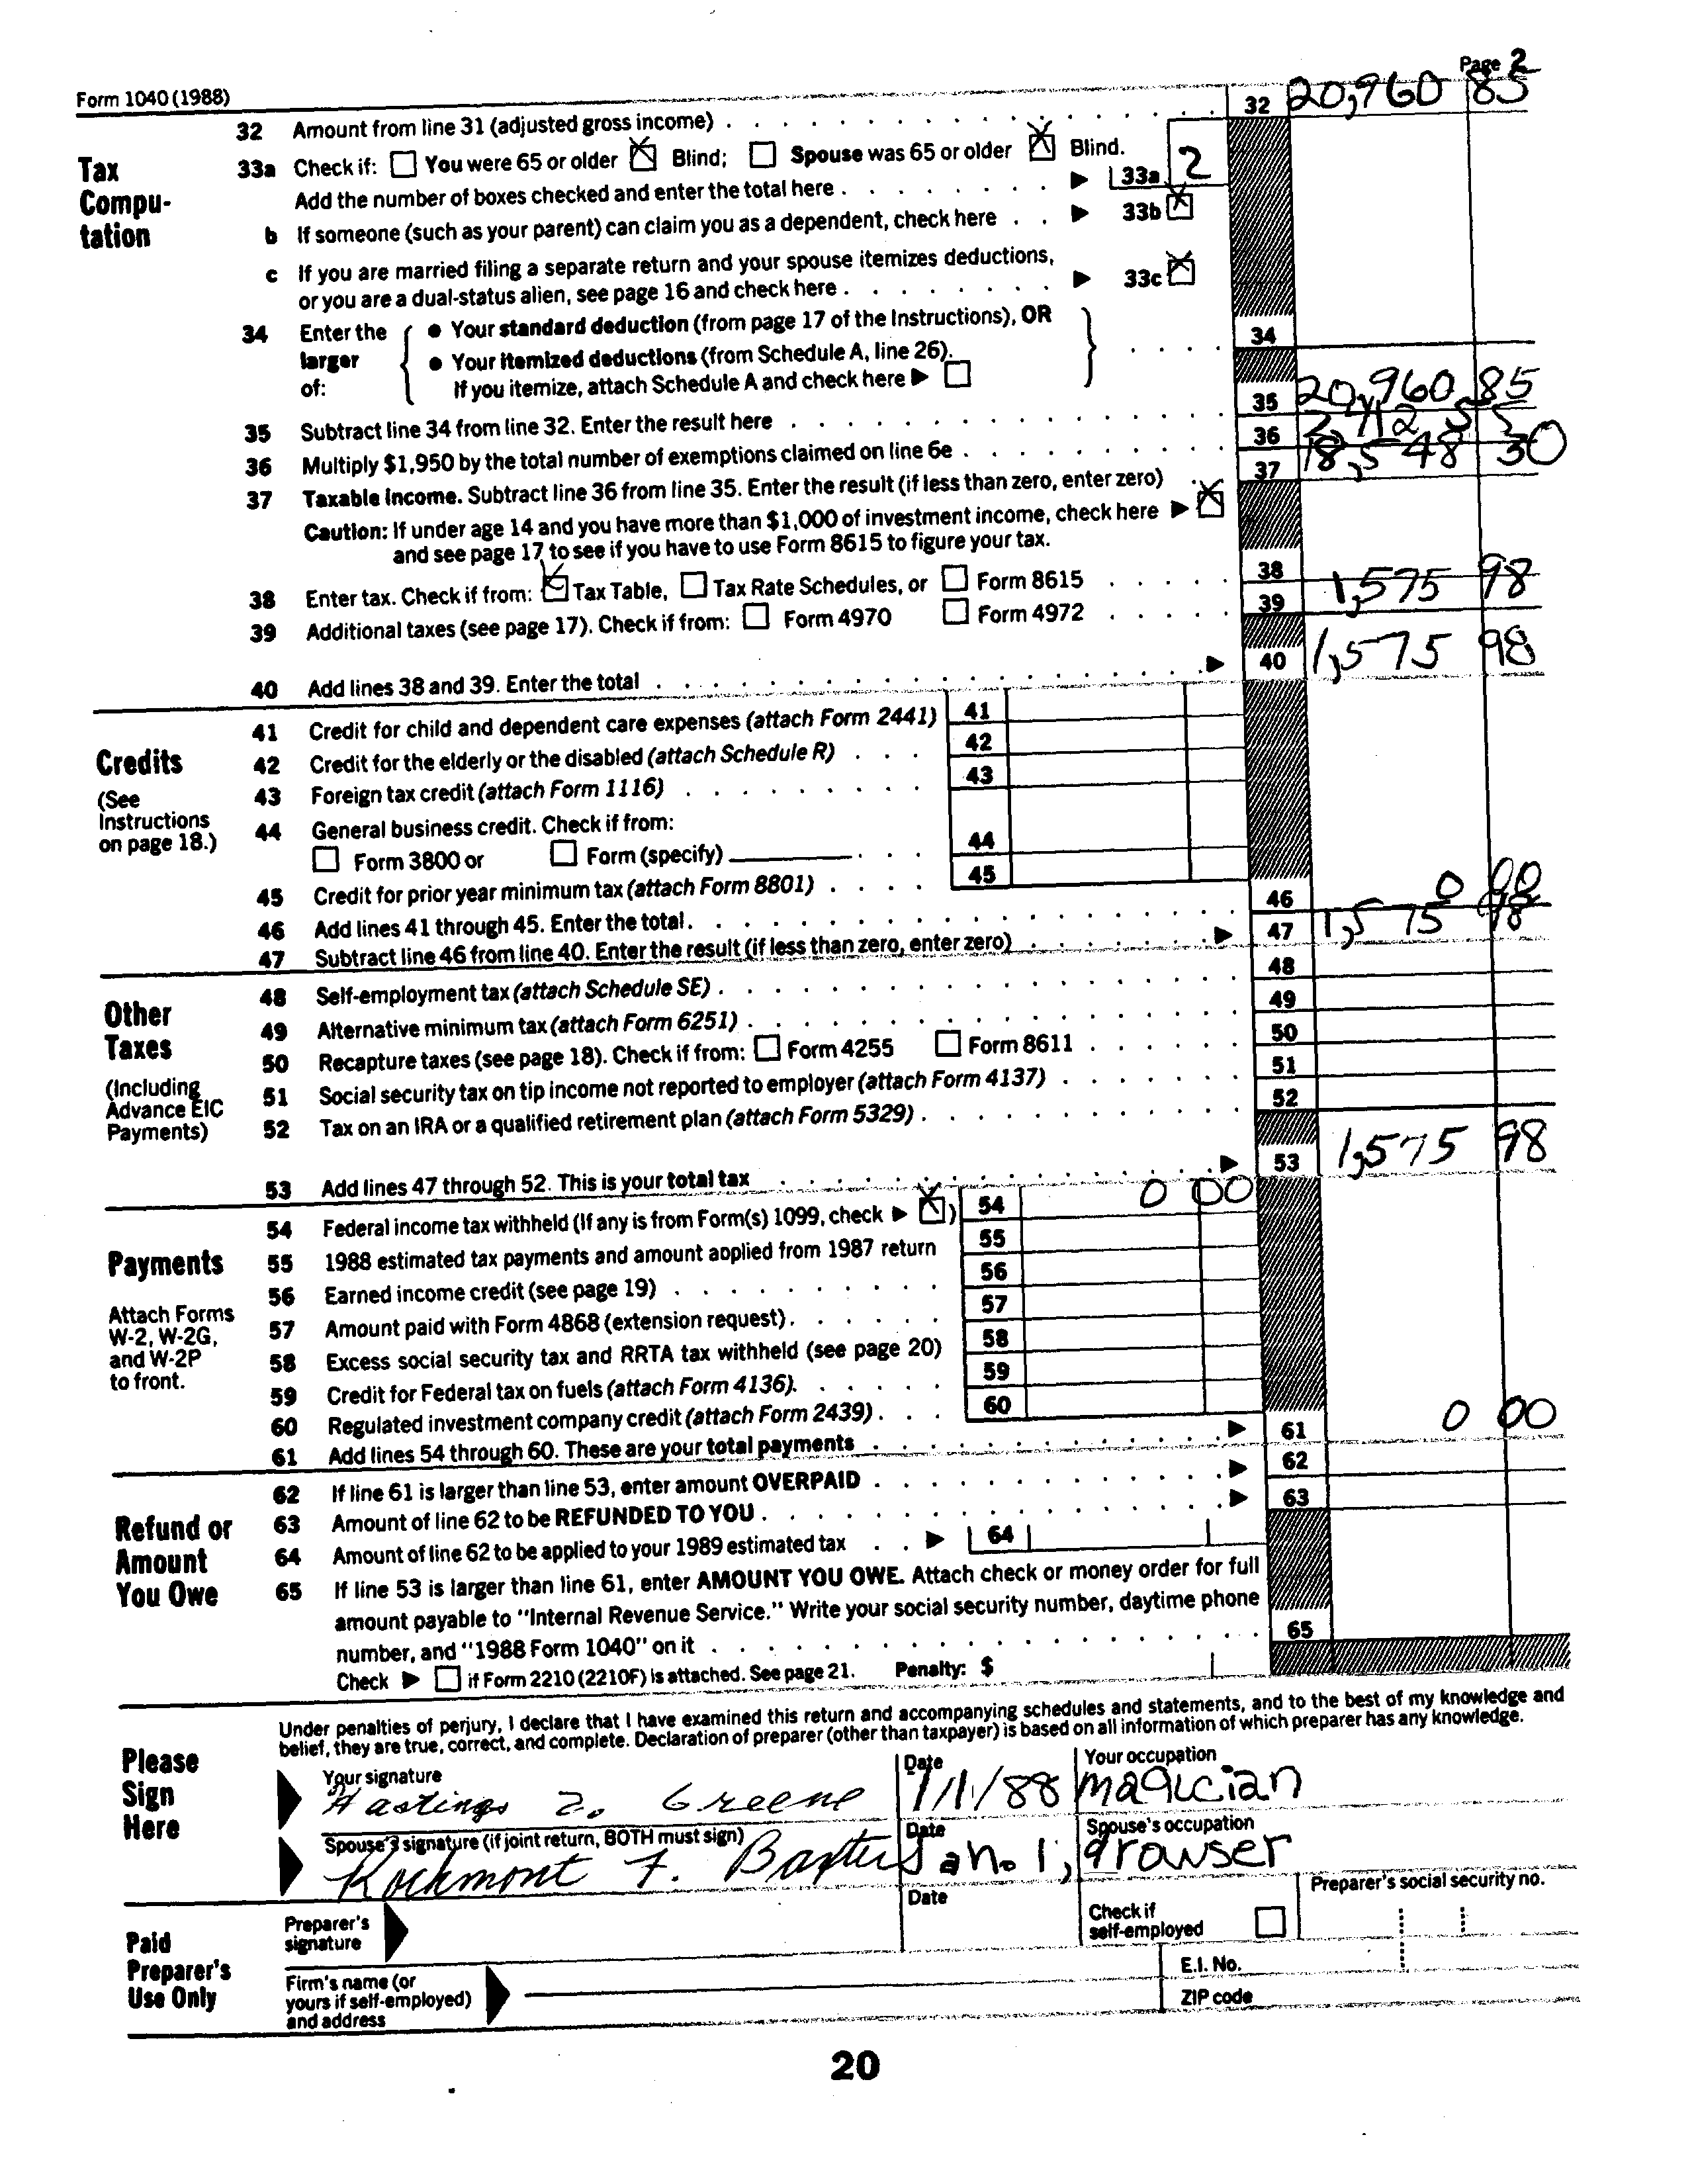 Form 1040 (1988) Page 2
32 Amount from line 31 (adjusted gross income) . . . 32 20,960 85
Tax Compu-tation
33a Check if: You were 65 or older Blind; Spouse was 65 or older Blind.
Add the number of boxes checked and enter the total here . . . 33a 2
b If someone (such as your parent) can claim you as a dependent, check here . . 33b
c If you are married filing a separate return and your spouse itemizes deductions,
or you are a dual-status alien, see page 16 and check here . . . 33c
34 Enter the larger of:
● Your standard deduction (from page 17 of the Instructions), OR
● Your itemized deductions (from Schedule A, line 26).
If you itemize, attach Schedule A and check here
34
35 Subtract line 34 from line 32. Enter the result here . . . 35 20,960 85
36 Multiply $1,950 by the total number of exemptions claimed on line 6e . . . 36 2,412 55
37 Taxable income. Subtract line 36 from line 35. Enter the result (if less than zero, enter zero) . . 37 18,548 30
Caution: If under age 14 and you have more than $1,000 of investment income, check here
and see page 17 to see if you have to use Form 8615 to figure your tax.
38 Enter tax. Check if from: Tax Table, Tax Rate Schedules, or Form 8615 . . . 38 1,575 98
39 Additional taxes (see page 17). Check if from: Form 4970 Form 4972 . . . 39
40 Add lines 38 and 39. Enter the total . . . 40 1,575 98
Credits
(See Instructions on page 18.)
41 Credit for child and dependent care expenses (attach Form 2441) 41
42 Credit for the elderly or the disabled (attach Schedule R) . . . 42
43 Foreign tax credit (attach Form 1116) . . . 43
44 General business credit. Check if from:
Form 3800 or Form (specify) . . . 44
45 Credit for prior year minimum tax (attach Form 8801) . . . 45
46 Add lines 41 through 45. Enter the total . . . 46 0 00
47 Subtract line 46 from line 40. Enter the result (if less than zero, enter zero) . . . 47 1,575 98
Other Taxes
(Including Advance EIC Payments)
48 Self-employment tax (attach Schedule SE) . . . 48
49 Alternative minimum tax (attach Form 6251) . . . 49
50 Recapture taxes (see page 18). Check if from: Form 4255 Form 8611 . . . 50
51 Social security tax on tip income not reported to employer (attach Form 4137) . . . 51
52 Tax on an IRA or a qualified retirement plan (attach Form 5329) . . . 52
53 Add lines 47 through 52. This is your total tax . . . 53 1,575 98
Payments
Attach Forms W-2, W-2G, and W-2P to front.
54 Federal income tax withheld (If any is from Form(s) 1099, check ) 54 0 00
55 1988 estimated tax payments and amount applied from 1987 return 55
56 Earned income credit (see page 19) . . . 56
57 Amount paid with Form 4868 (extension request) . . . 57
58 Excess social security tax and RRTA tax withheld (see page 20) 58
59 Credit for Federal tax on fuels (attach Form 4136). . . . 59
60 Regulated investment company credit (attach Form 2439) . . . 60
61 Add lines 54 through 60. These are your total payments . . . 61 0 00
Refund or Amount You Owe
62 If line 61 is larger than line 53, enter amount OVERPAID . . . 62
63 Amount of line 62 to be REFUNDED TO YOU . . . 63
64 Amount of line 62 to be applied to your 1989 estimated tax . . 64
65 If line 53 is larger than line 61, enter AMOUNT YOU OWE. Attach check or money order for full
amount payable to "Internal Revenue Service." Write your social security number, daytime phone
number, and "1988 Form 1040" on it . . . 65
Check if Form 2210 (2210F) is attached. See page 21. Penalty: $
Please Sign Here
Under penalties of perjury, I declare that I have examined this return and accompanying schedules and statements, and to the best of my knowledge and
belief, they are true, correct, and complete. Declaration of preparer (other than taxpayer) is based on all information of which preparer has any knowledge.
Your signature Date Your occupation
Hastings Z. Greene 1/1/88 magician
Spouse's signature (if joint return, BOTH must sign) Date Spouse's occupation
Rockmont F. Baxter Jan. 1, growser
Paid Preparer's Use Only
Preparer's signature Date Check if self-employed Preparer's social security no.
Firm's name (or yours if self-employed) and address
E.I. No.
ZIP code
20